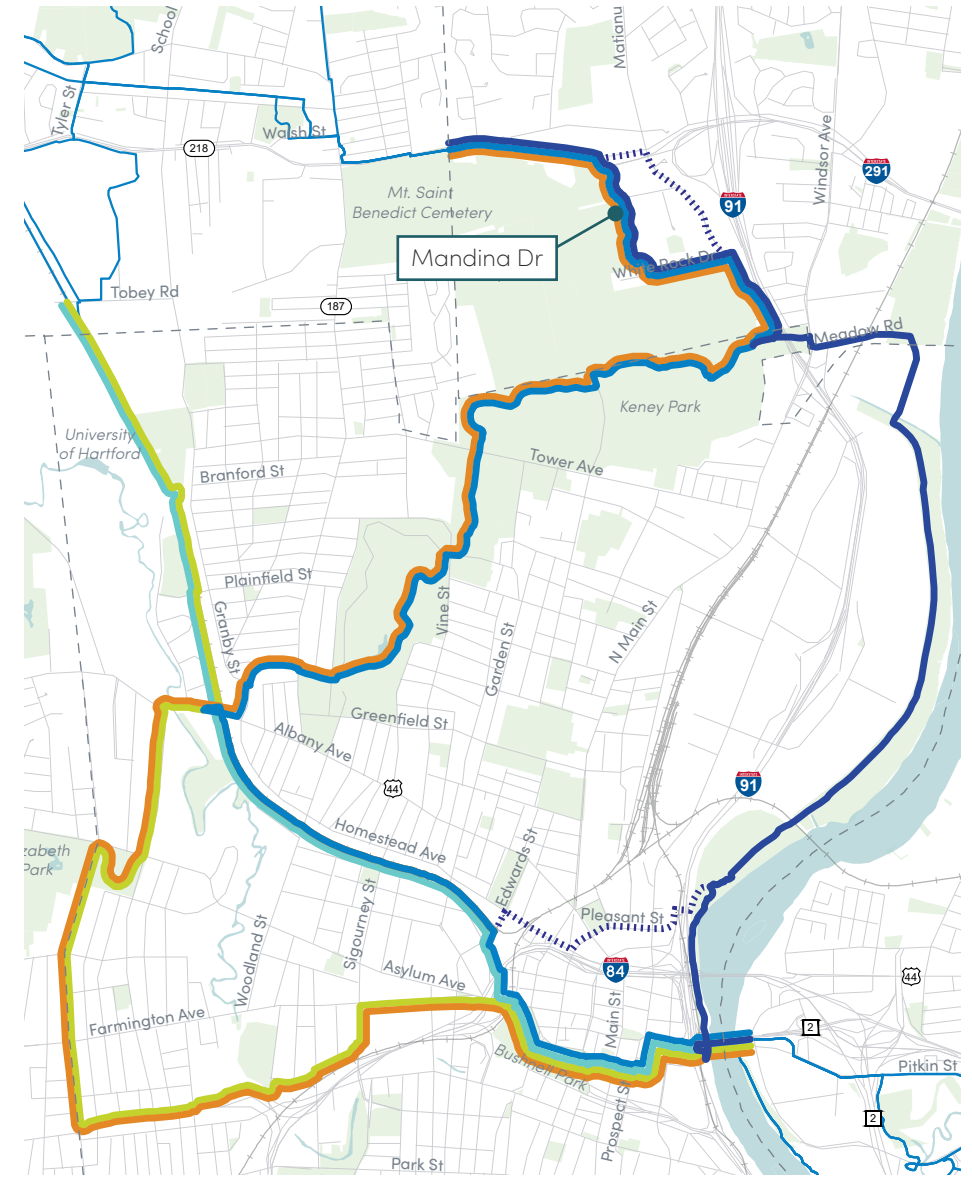 School
Matianu
Tyler St
Walsh St
218
Windsor Ave
291
91
Mt. Saint
Benedict Cemetery
Mandina Dr
White Rock Dr
Tobey Rd
187
Meadow Rd
Keney Park
University
of Hartford
Branford St
Tower Ave
Plainfield St
Granby St
Vine St
Garden St
N Main St
Greenfield St
Albany Ave
44
91
Homestead Ave
zabeth
Park
Edwards St
Sigourney St
Woodland St
Pleasant St
Asylum Ave
84
44
Farmington Ave
Main St
2
Bushnell Park
Pitkin St
Prospect St
2
Park St